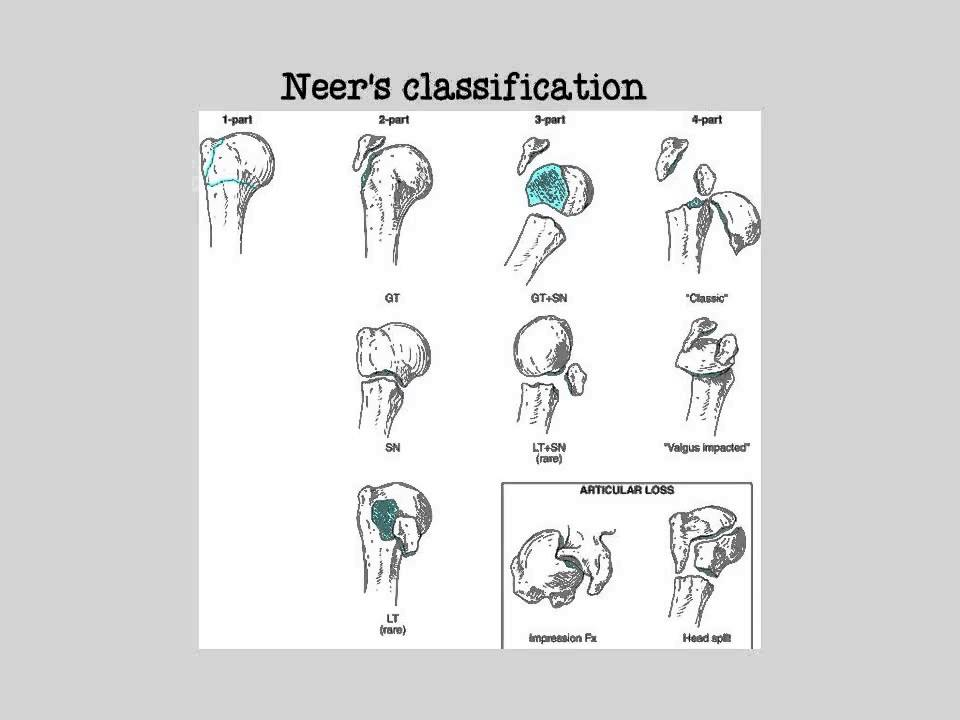 Neer's classification
1-part 2-part 3-part 4-part
GT GT+SN "Classic"
SN LT+SN "Valgus impacted"
(rare)
ARTICULAR LOSS
LT
(rare)
Impression Fx Head split